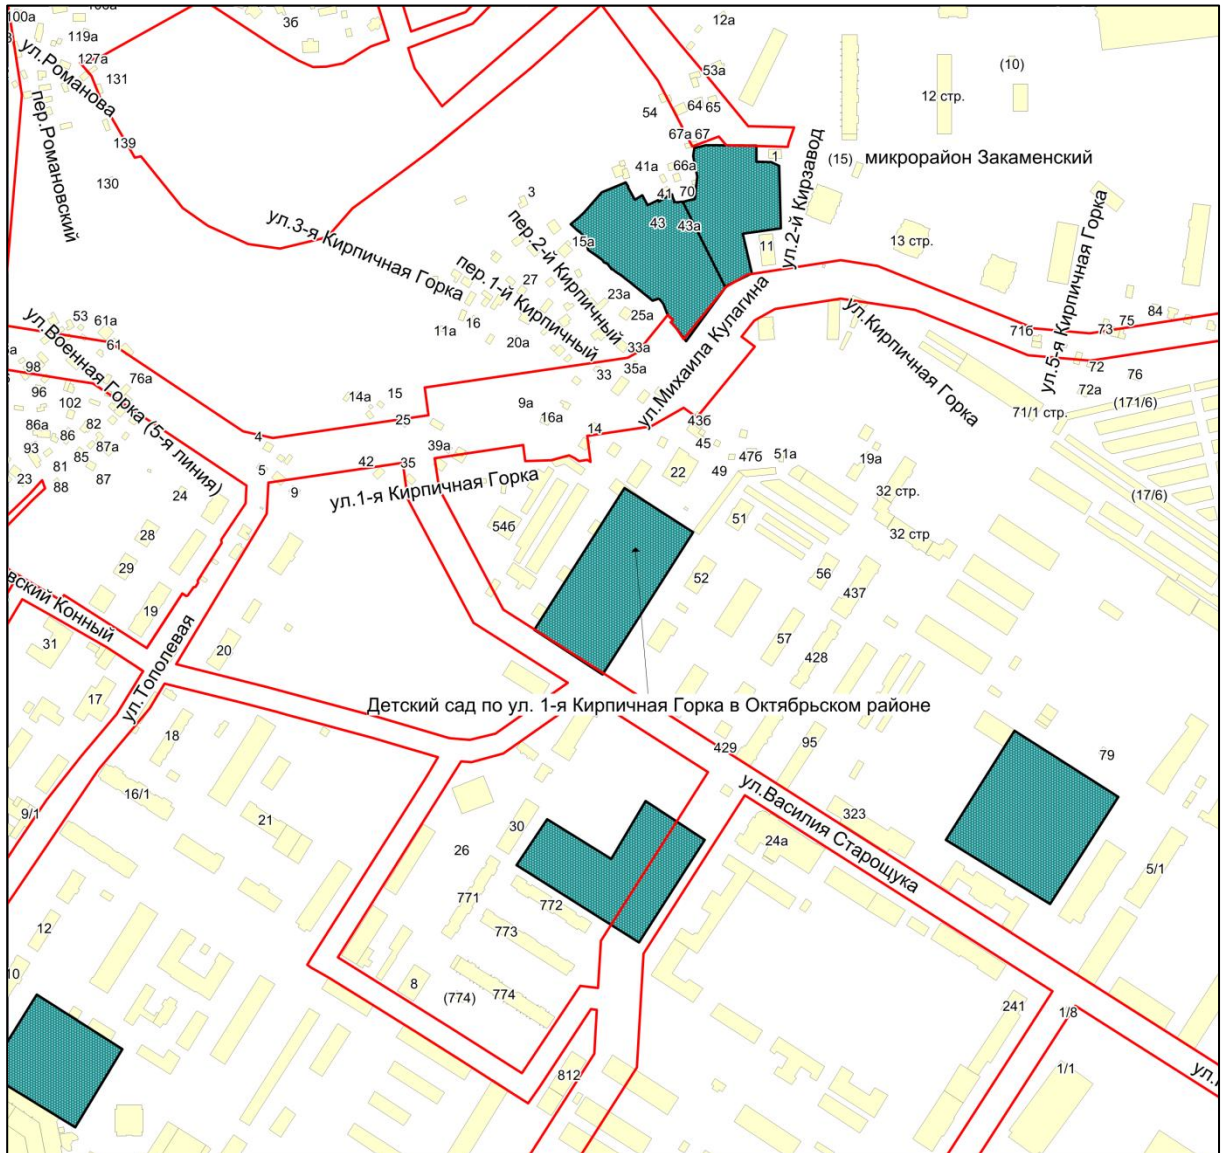 100а
36
12а
119а
127а
ул.Романова
131
53а
(10)
54
64
65
12 стр.
пер.Романовский
139
67а
67
1
(15)
микрорайон Закаменский
130
41а
66а
ул.2-й Кирзавод
3
41
70
43
43а
ул.3-я Кирпичная Горка
пер.2-й Кирпичный
15а
11
13 стр.
ул.5-я Кирпичная Горка
пер.1-й Кирпичный
27
23а
25а
ул.Михаила Кулагина
ул.Кирпичная Горка
ул.Военная Горка (5-я линия)
53
61а
61
11а
16
20а
33а
35а
33
71б
73
75
84
72
72а
76
98
76а
96
102
14а
15
9а
16а
25
14
43б
71/1 стр.
(171/6)
86а
86
82
93
87а
85
81
4
39а
45
47б
51а
19а
23
88
87
5
42
35
22
49
24
9
ул.1-я Кирпичная Горка
32 стр.
(17/6)
54б
51
28
32 стр
29
52
56
437
вский Конный
19
31
20
57
428
ул.Тополевая
17
Детский сад по ул. 1-я Кирпичная Горка в Октябрьском районе
18
429
95
79
16/1
ул.Василия Старощука
9/1
21
30
323
26
24а
5/1
771
772
12
773
10
8
(774)
774
241
1/8
812
1/1